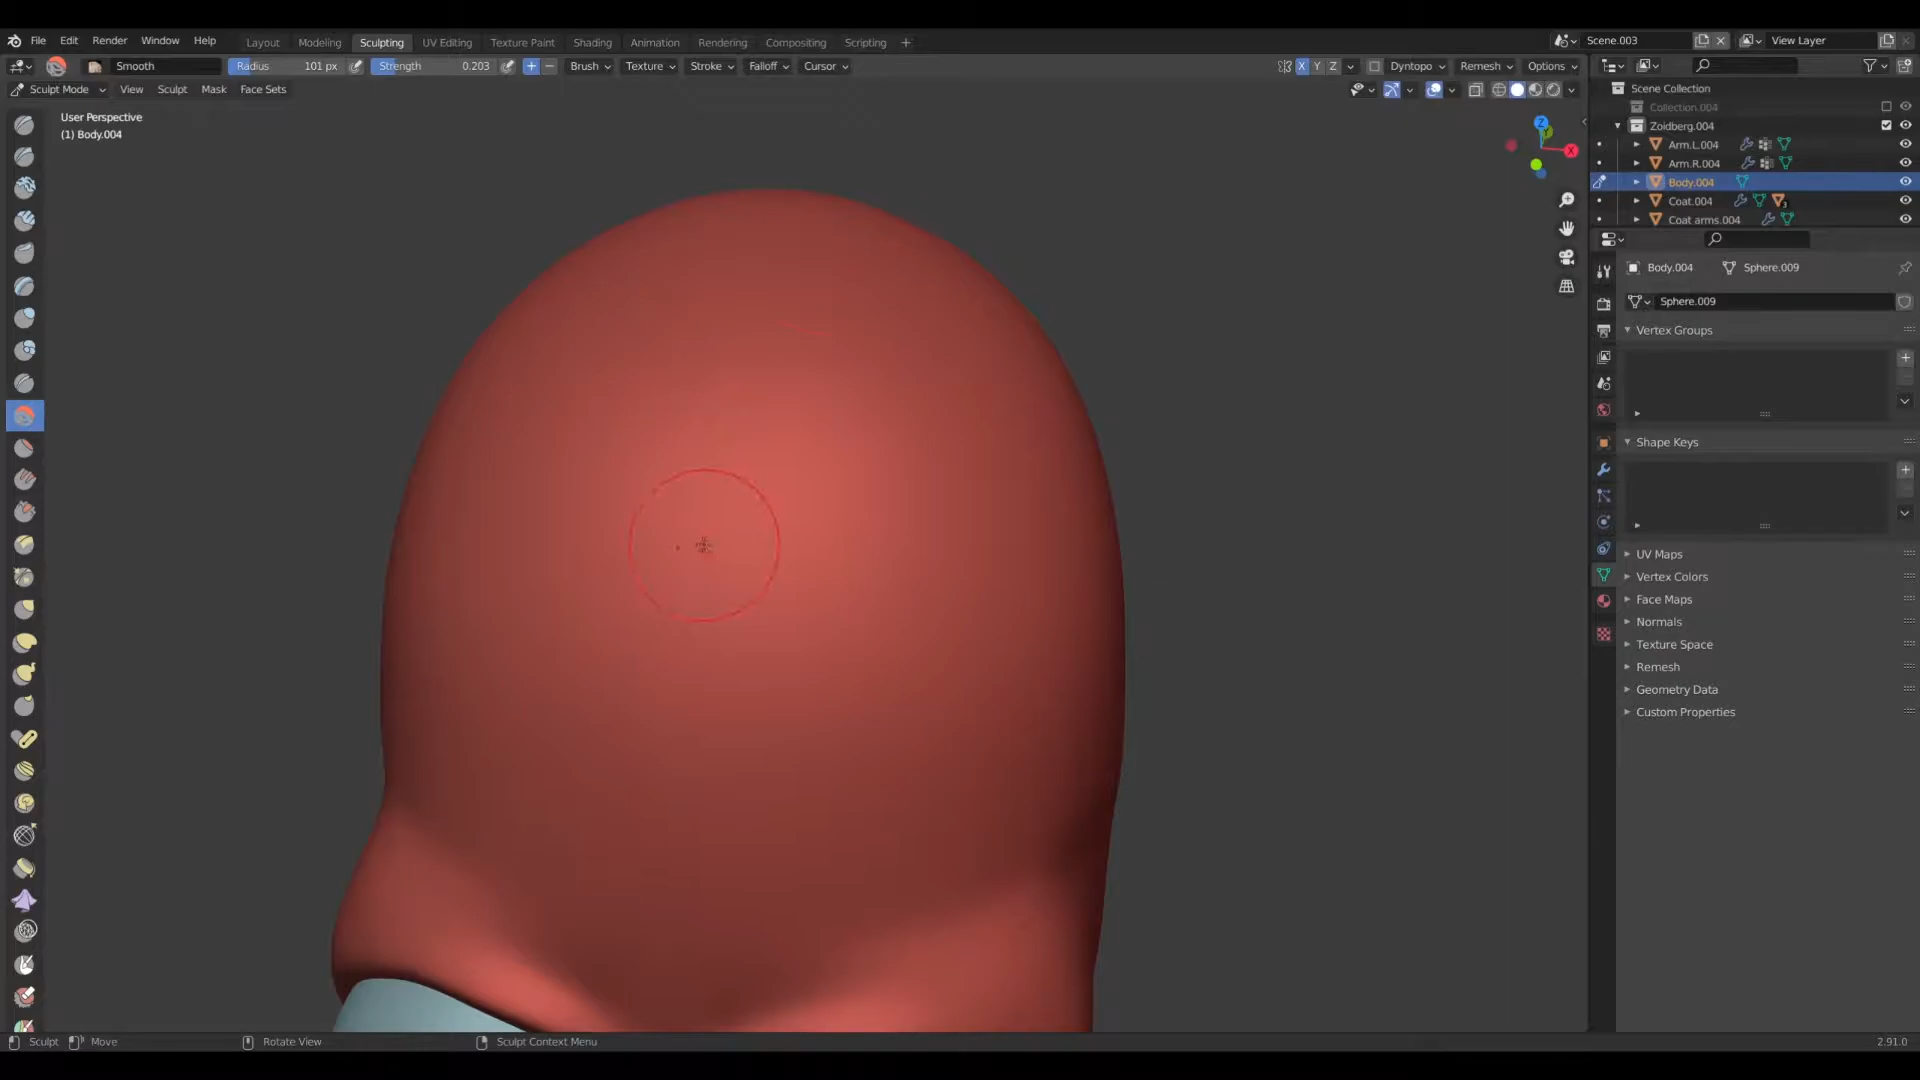 File Edit Render Window Help Layout Modeling Sculpting UV Editing Texture Paint Shading Animation Rendering Compositing Scripting + Scene.003 View Layer
Smooth Radius 101 px Strength 0.203 Brush Texture Stroke Falloff Cursor X Y Z Dyntopo Remesh Options
Sculpt Mode View Sculpt Mask Face Sets
Scene Collection
Collection.004
User Perspective
(1) Body.004
Zoidberg.004
Arm.L.004
Arm.R.004
Body.004
Coat.004
Coat arms.004
Z
Y
X
Body.004 Sphere.009
Sphere.009
Vertex Groups
Shape Keys
UV Maps
Vertex Colors
Face Maps
Normals
Texture Space
Remesh
Geometry Data
Custom Properties
Sculpt Move Rotate View Sculpt Context Menu 2.91.0